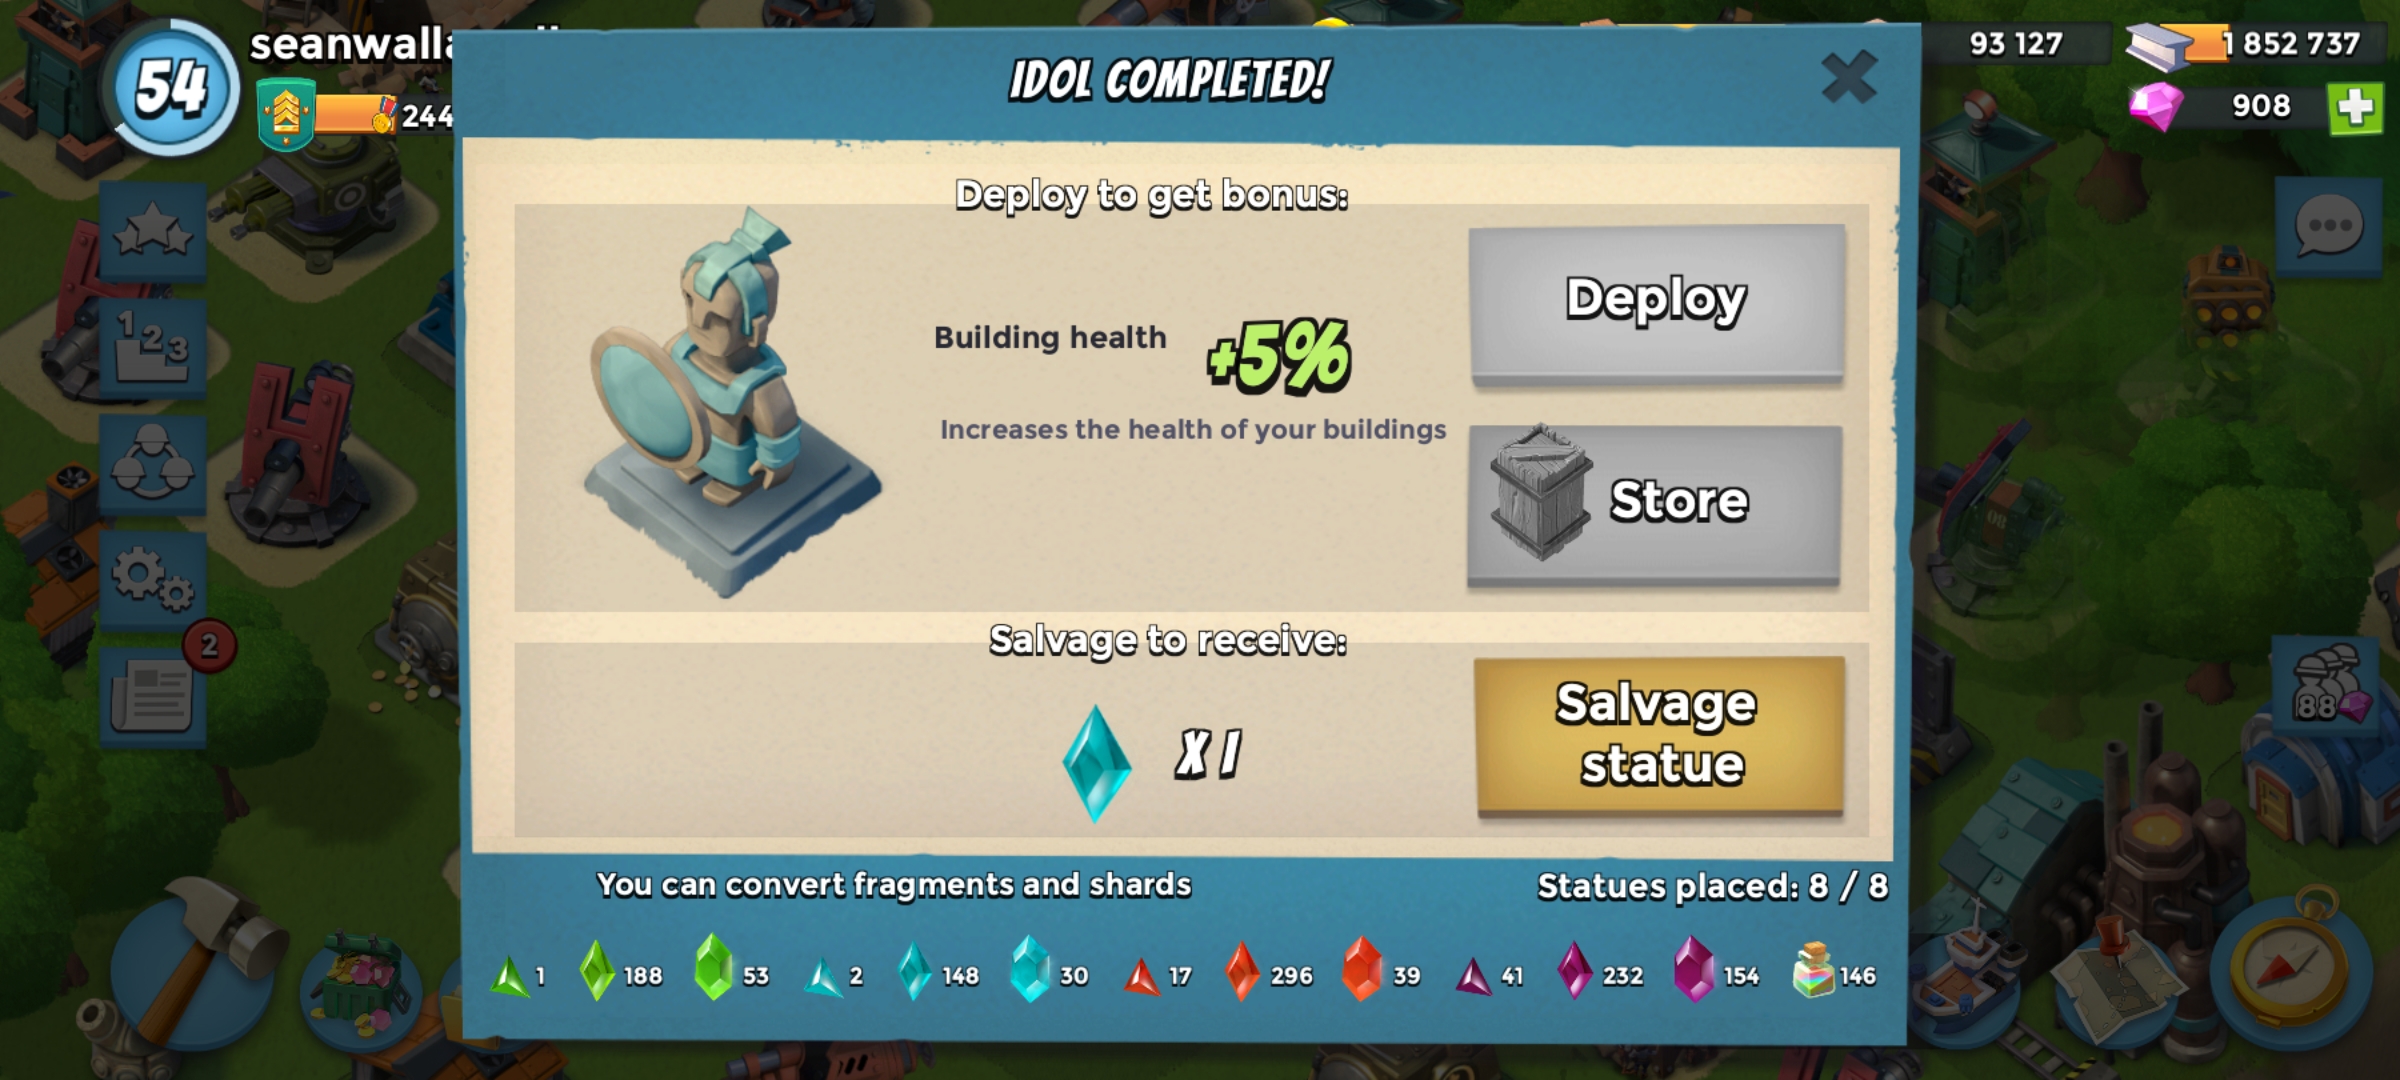 54
seanwalla
244
93 127
1 852 737
908
1 2 3
2
88
IDOL COMPLETED!
Deploy to get bonus:
Building health +5%
Increases the health of your buildings
Deploy
Store
Salvage to receive:
X 1
Salvage
statue
You can convert fragments and shards
Statues placed: 8 / 8
1 188 53 2 148 30 17 296 39 41 232 154 146